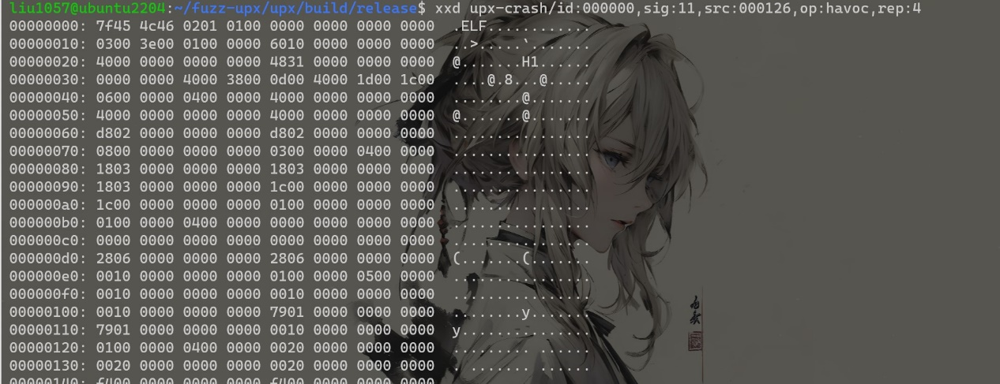 liu1057@ubuntu2204:~/fuzz-upx/upx/build/release$ xxd upx-crash/id:000000,sig:11,src:000126,op:havoc,rep:4
00000000: 7f45 4c46 0201 0100 0000 0000 0000 0000  .ELF............
00000010: 0300 3e00 0100 0000 6010 0000 0000 0000  ..>.....`.......
00000020: 4000 0000 0000 0000 4831 0000 0000 0000  @.......H1......
00000030: 0000 0000 4000 3800 0d00 4000 1d00 1c00  ....@.8...@.....
00000040: 0600 0000 0400 0000 4000 0000 0000 0000  ........@.......
00000050: 4000 0000 0000 0000 4000 0000 0000 0000  @.......@.......
00000060: d802 0000 0000 0000 d802 0000 0000 0000  ................
00000070: 0800 0000 0000 0000 0300 0000 0400 0000  ................
00000080: 1803 0000 0000 0000 1803 0000 0000 0000  ................
00000090: 1803 0000 0000 0000 1c00 0000 0000 0000  ................
000000a0: 1c00 0000 0000 0000 0100 0000 0000 0000  ................
000000b0: 0100 0000 0400 0000 0000 0000 0000 0000  ................
000000c0: 0000 0000 0000 0000 0000 0000 0000 0000  ................
000000d0: 2806 0000 0000 0000 2806 0000 0000 0000  (.......(.......
000000e0: 0010 0000 0000 0000 0100 0000 0500 0000  ................
000000f0: 0010 0000 0000 0000 0010 0000 0000 0000  ................
00000100: 0010 0000 0000 0000 7901 0000 0000 0000  ........y.......
00000110: 7901 0000 0000 0000 0010 0000 0000 0000  y...............
00000120: 0100 0000 0400 0000 0020 0000 0000 0000  ......... ......
00000130: 0020 0000 0000 0000 0020 0000 0000 0000  . ....... ......
00000140: f400 0000 0000 0000 f400 0000 0000 0000  ................